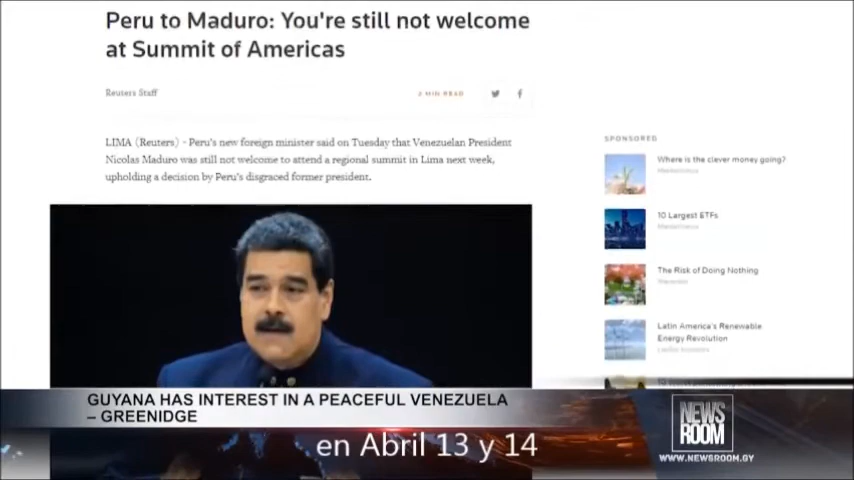 Peru to Maduro: You're still not welcome
at Summit of Americas
Reuters Staff
2 MIN READ
LIMA (Reuters) - Peru's new foreign minister said on Tuesday that Venezuelan President
Nicolas Maduro was still not welcome to attend a regional summit in Lima next week,
upholding a decision by Peru's disgraced former president.
SPONSORED
Where is the clever money going?
10 Largest ETFs
The Risk of Doing Nothing
Latin America's Renewable
Energy Revolution
GUYANA HAS INTEREST IN A PEACEFUL VENEZUELA
– GREENIDGE
en Abril 13 y 14
NEWS
ROOM
WWW.NEWSROOM.GY